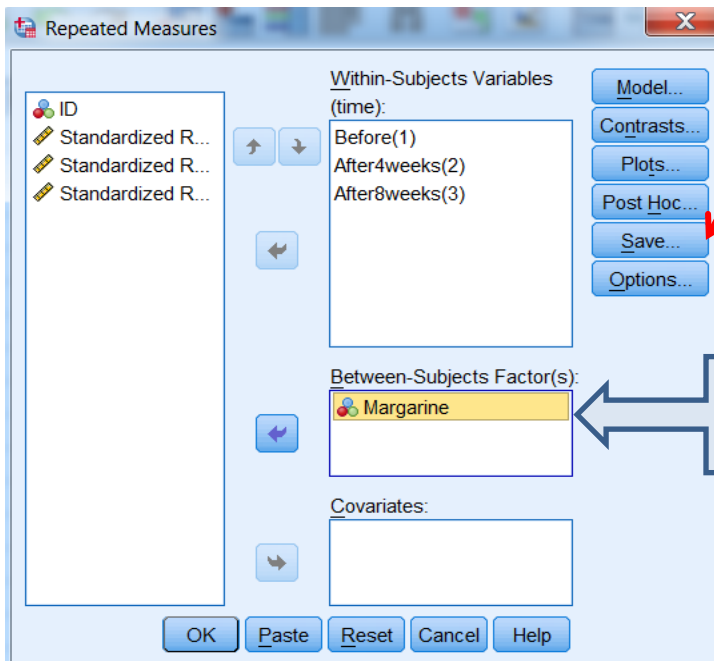 Repeated Measures
X
ID
Standardized R...
Standardized R...
Standardized R...
Within-Subjects Variables
(time):
Before(1)
After4weeks(2)
After8weeks(3)
Between-Subjects Factor(s):
Margarine
Covariates:
Model...
Contrasts...
Plots...
Post Hoc...
Save...
Options...
OK
Paste
Reset
Cancel
Help